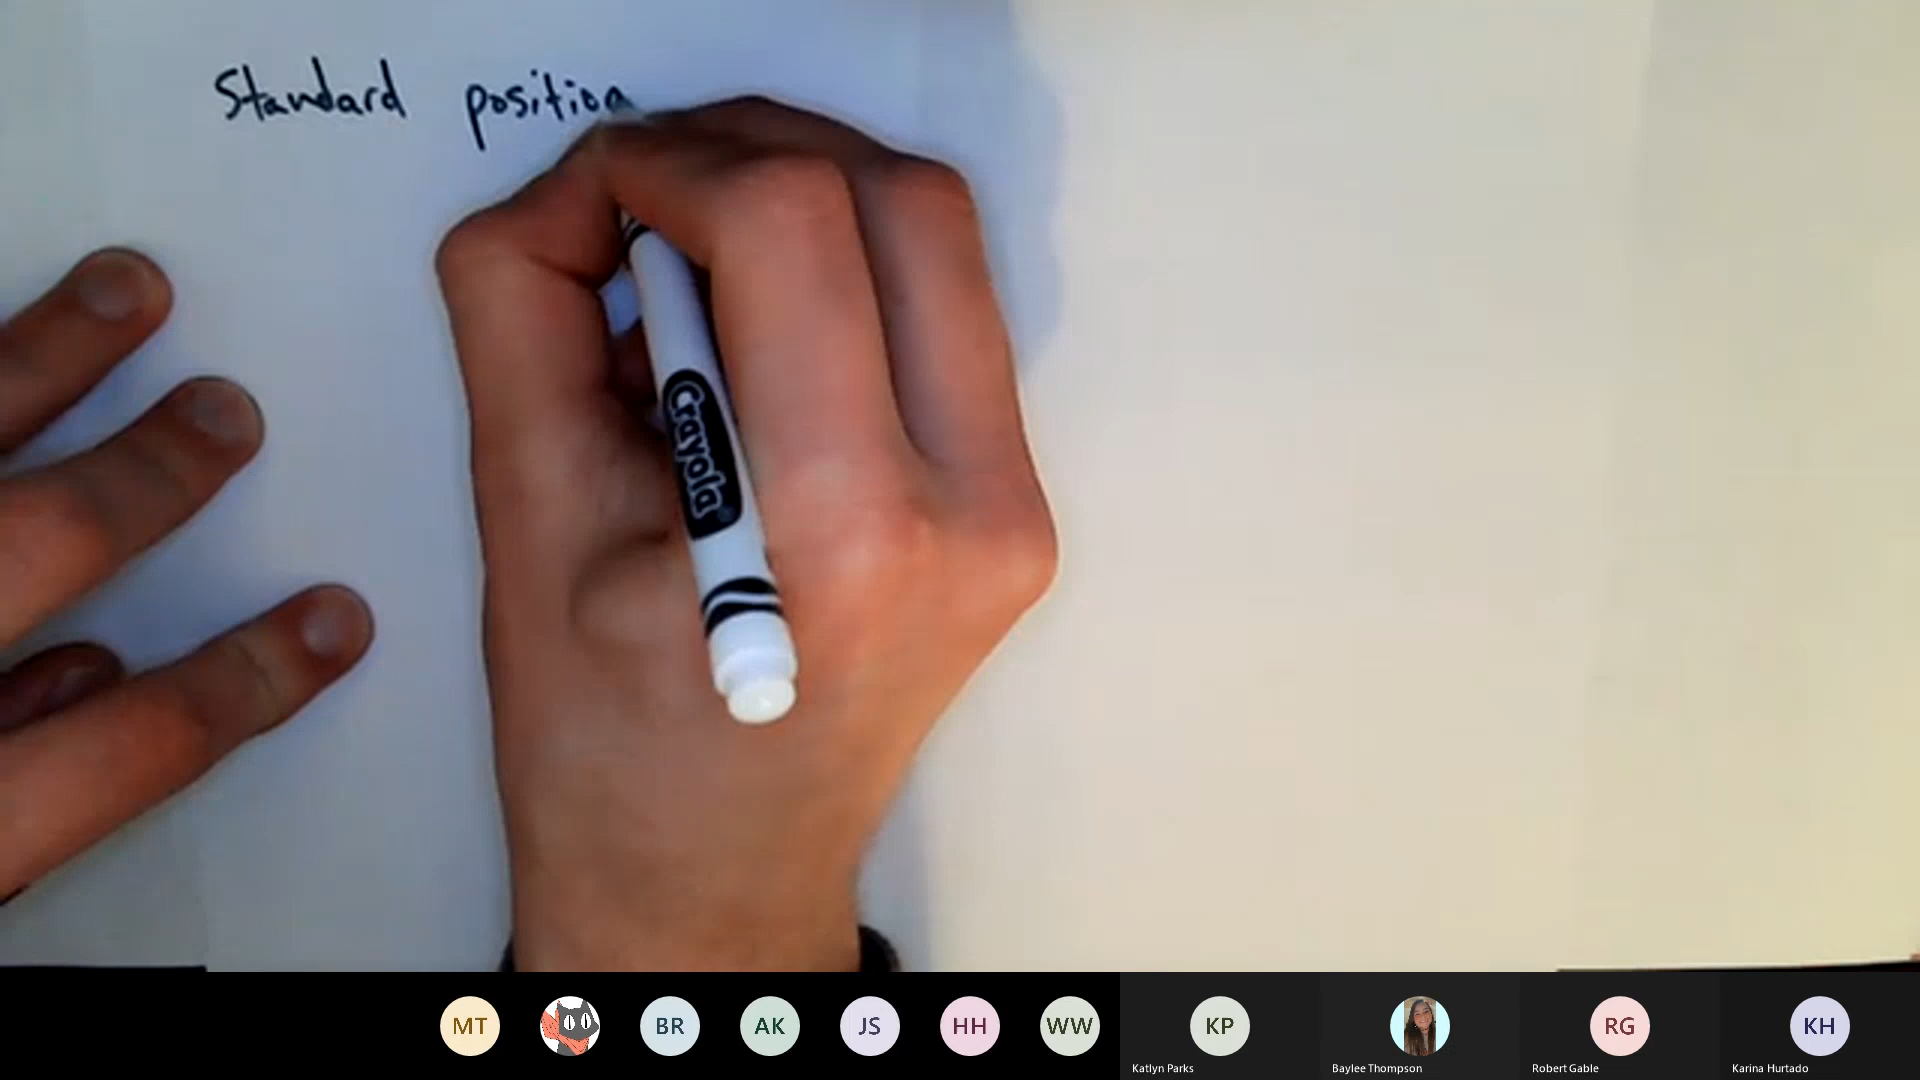 Standard position
Crayola
MT BR AK JS HH WW KP RG KH
Katlyn Parks Baylee Thompson Robert Gable Karina Hurtado